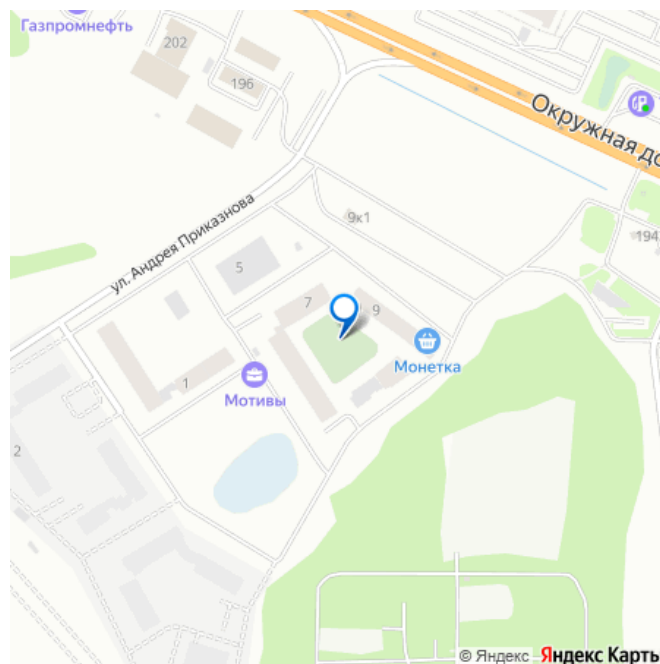 Газпромнефть
202
196
Окружная до
ул. Андрея Приказнова
9к1
194
5
7
9
Монетка
Мотивы
1
2
© Яндекс Яндекс Карть